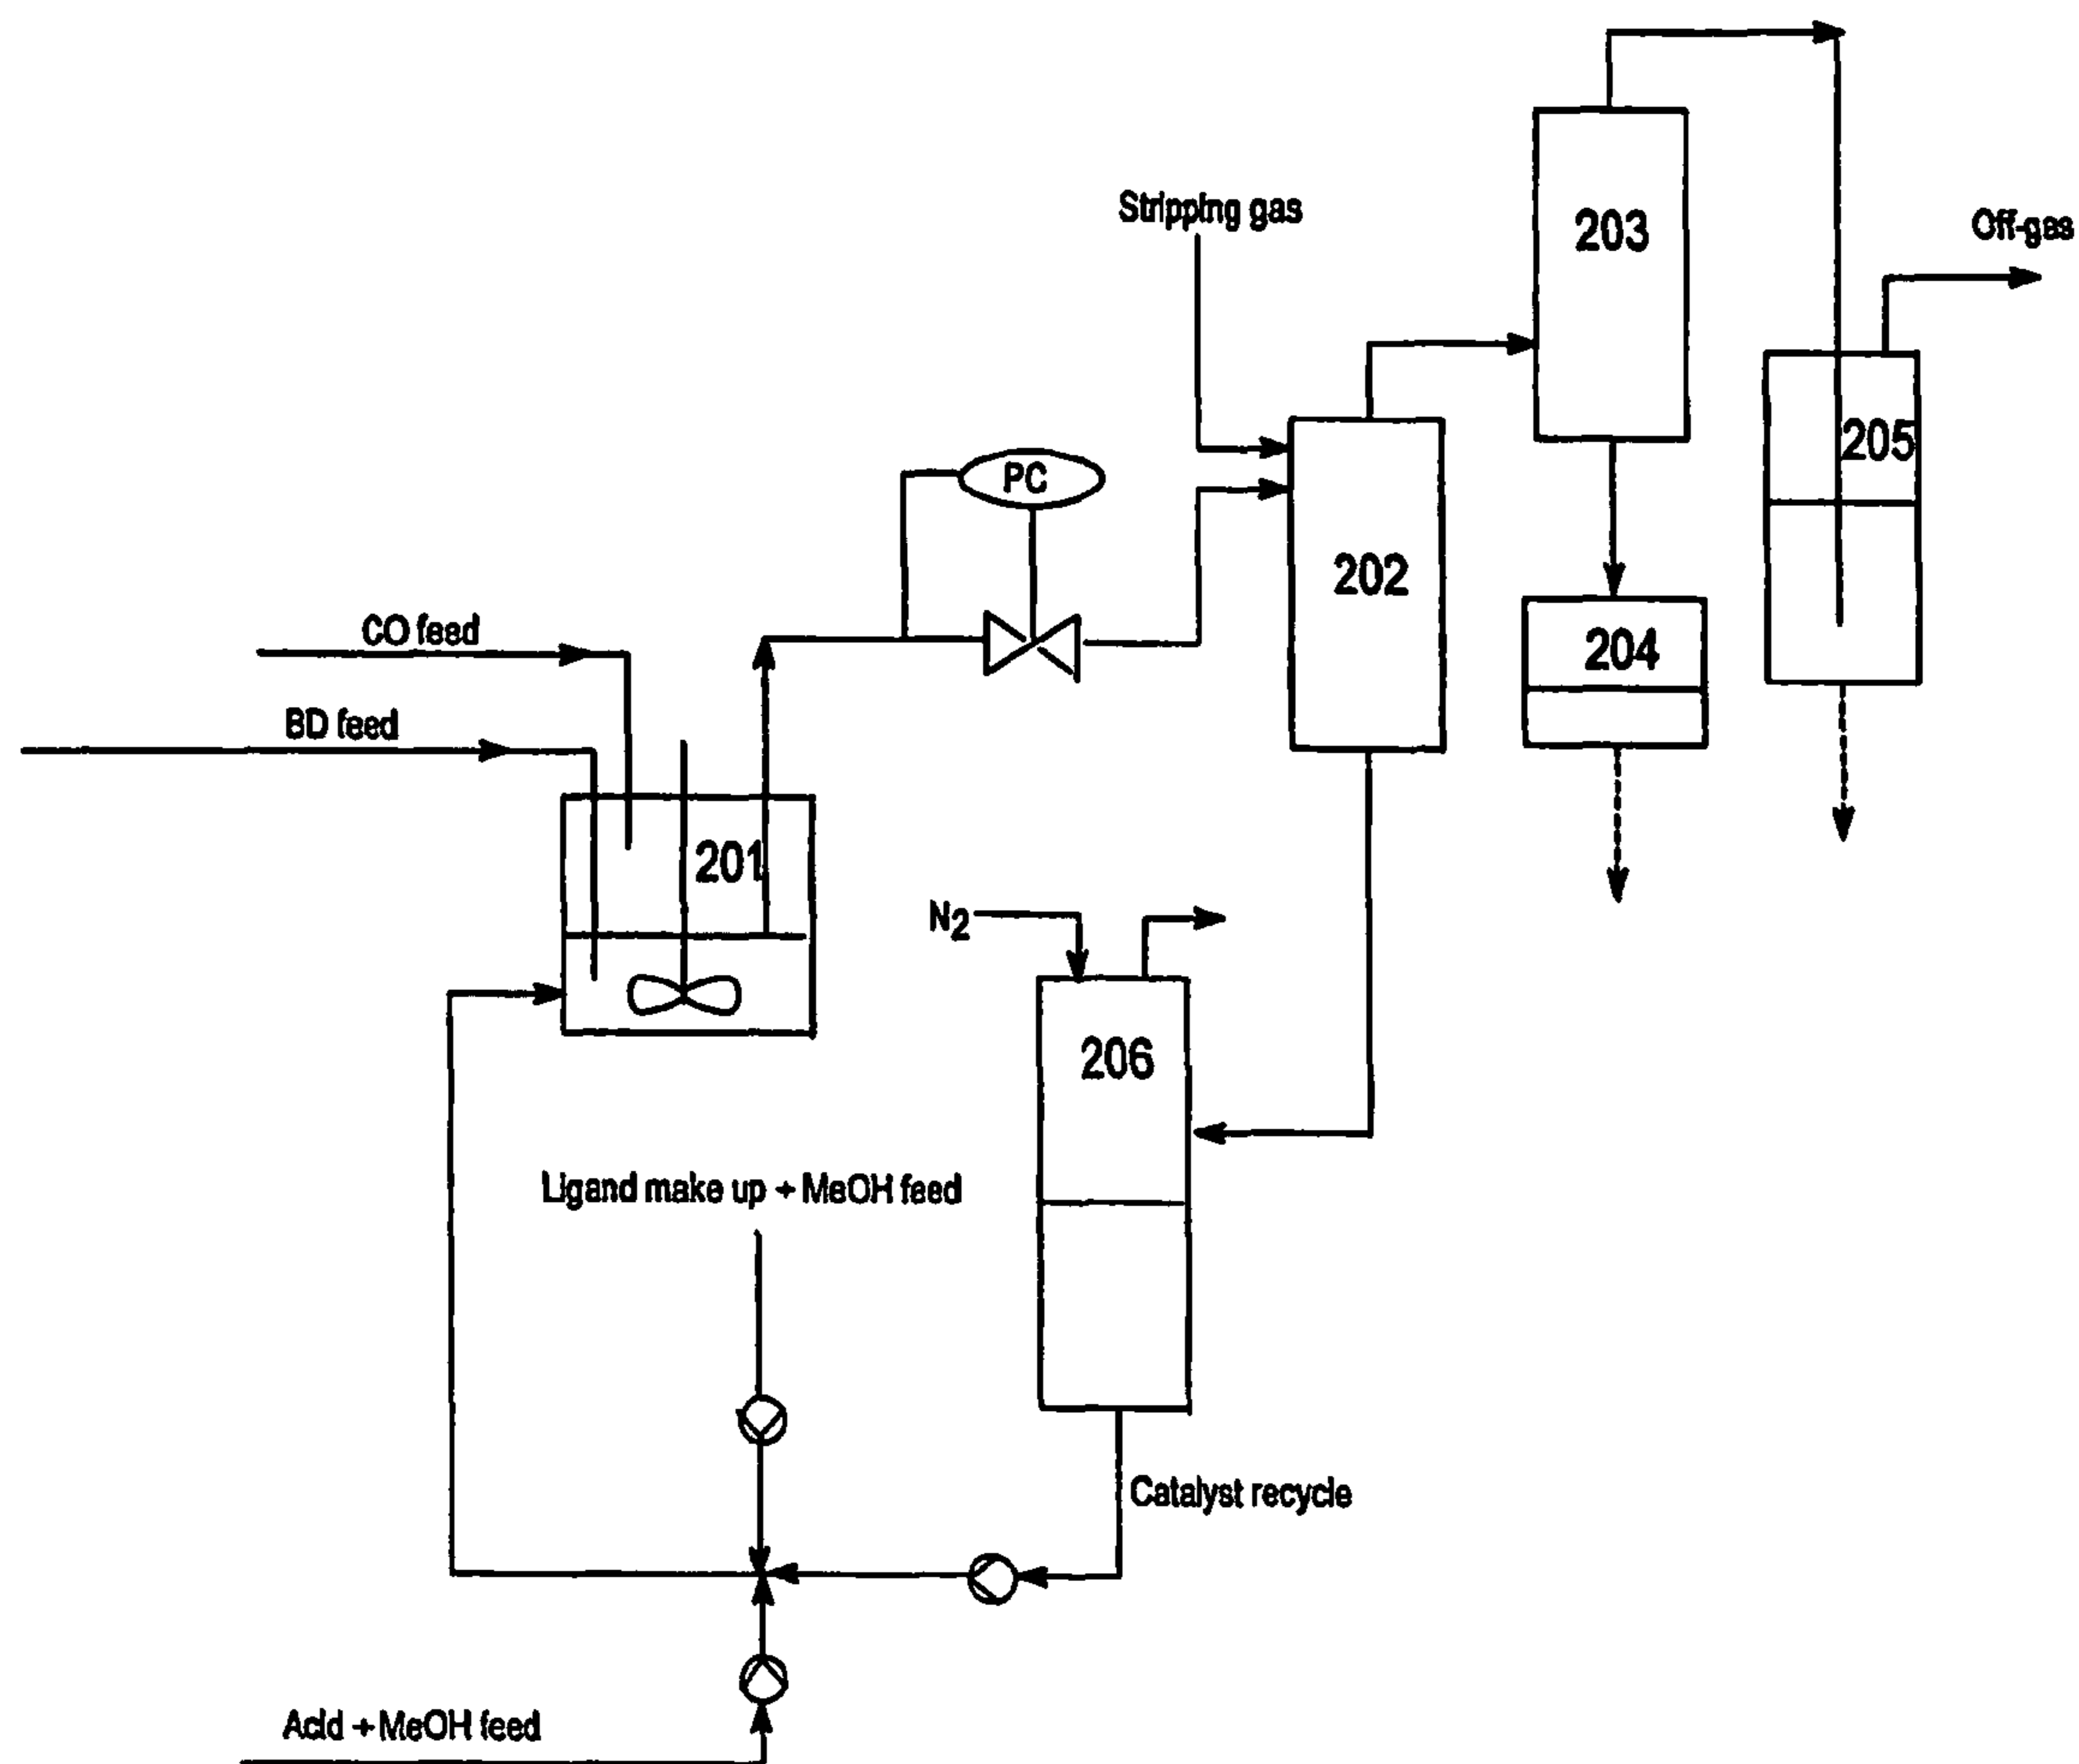 203
Stripping gas
Off-gas
205
PC
202
CO feed
204
BD feed
201
N2
206
Ligand make up + MeOH feed
Catalyst recycle
Acid + MeOH feed